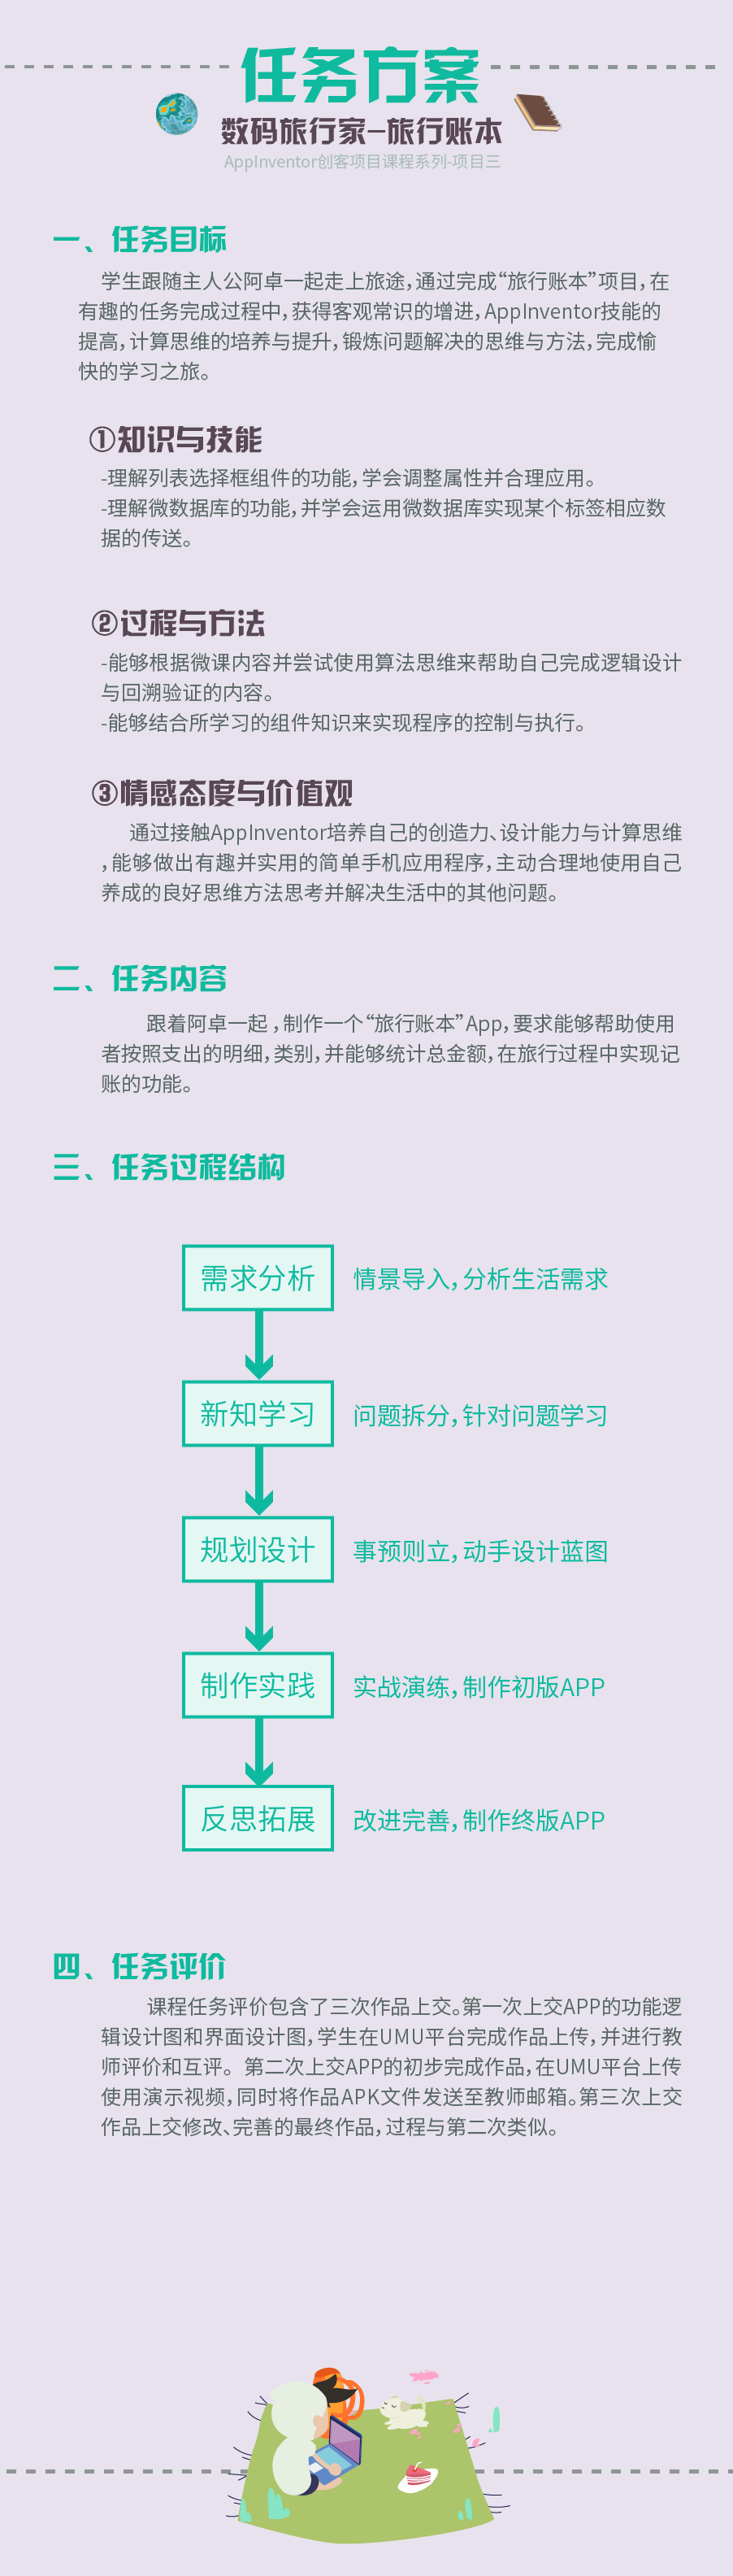 任务方案
数码旅行家-旅行账本
AppInventor创客项目课程系列-项目三
一、任务目标
学生跟随主人公阿卓一起走上旅途，通过完成“旅行账本”项目，在
有趣的任务完成过程中，获得客观常识的增进，AppInventor技能的
提高，计算思维的培养与提升，锻炼问题解决的思维与方法，完成愉
快的学习之旅。
①知识与技能
-理解列表选择框组件的功能，学会调整属性并合理应用。
-理解微数据库的功能，并学会运用微数据库实现某个标签相应数
据的传送。
②过程与方法
-能够根据微课内容并尝试使用算法思维来帮助自己完成逻辑设计
与回溯验证的内容。
-能够结合所学习的组件知识来实现程序的控制与执行。
③情感态度与价值观
通过接触AppInventor培养自己的创造力、设计能力与计算思维
，能够做出有趣并实用的简单手机应用程序，主动合理地使用自己
养成的良好思维方法思考并解决生活中的其他问题。
二、任务内容
跟着阿卓一起，制作一个“旅行账本”App，要求能够帮助使用
者按照支出的明细，类别，并能够统计总金额，在旅行过程中实现记
账的功能。
三、任务过程结构
需求分析 情景导入，分析生活需求
新知学习 问题拆分，针对问题学习
规划设计 事预则立，动手设计蓝图
制作实践 实战演练，制作初版APP
反思拓展 改进完善，制作终版APP
四、任务评价
课程任务评价包含了三次作品上交。第一次上交APP的功能逻
辑设计图和界面设计图，学生在UMU平台完成作品上传，并进行教
师评价和互评。第二次上交APP的初步完成作品，在UMU平台上传
使用演示视频，同时将作品APK文件发送至教师邮箱。第三次上交
作品上交修改、完善的最终作品，过程与第二次类似。